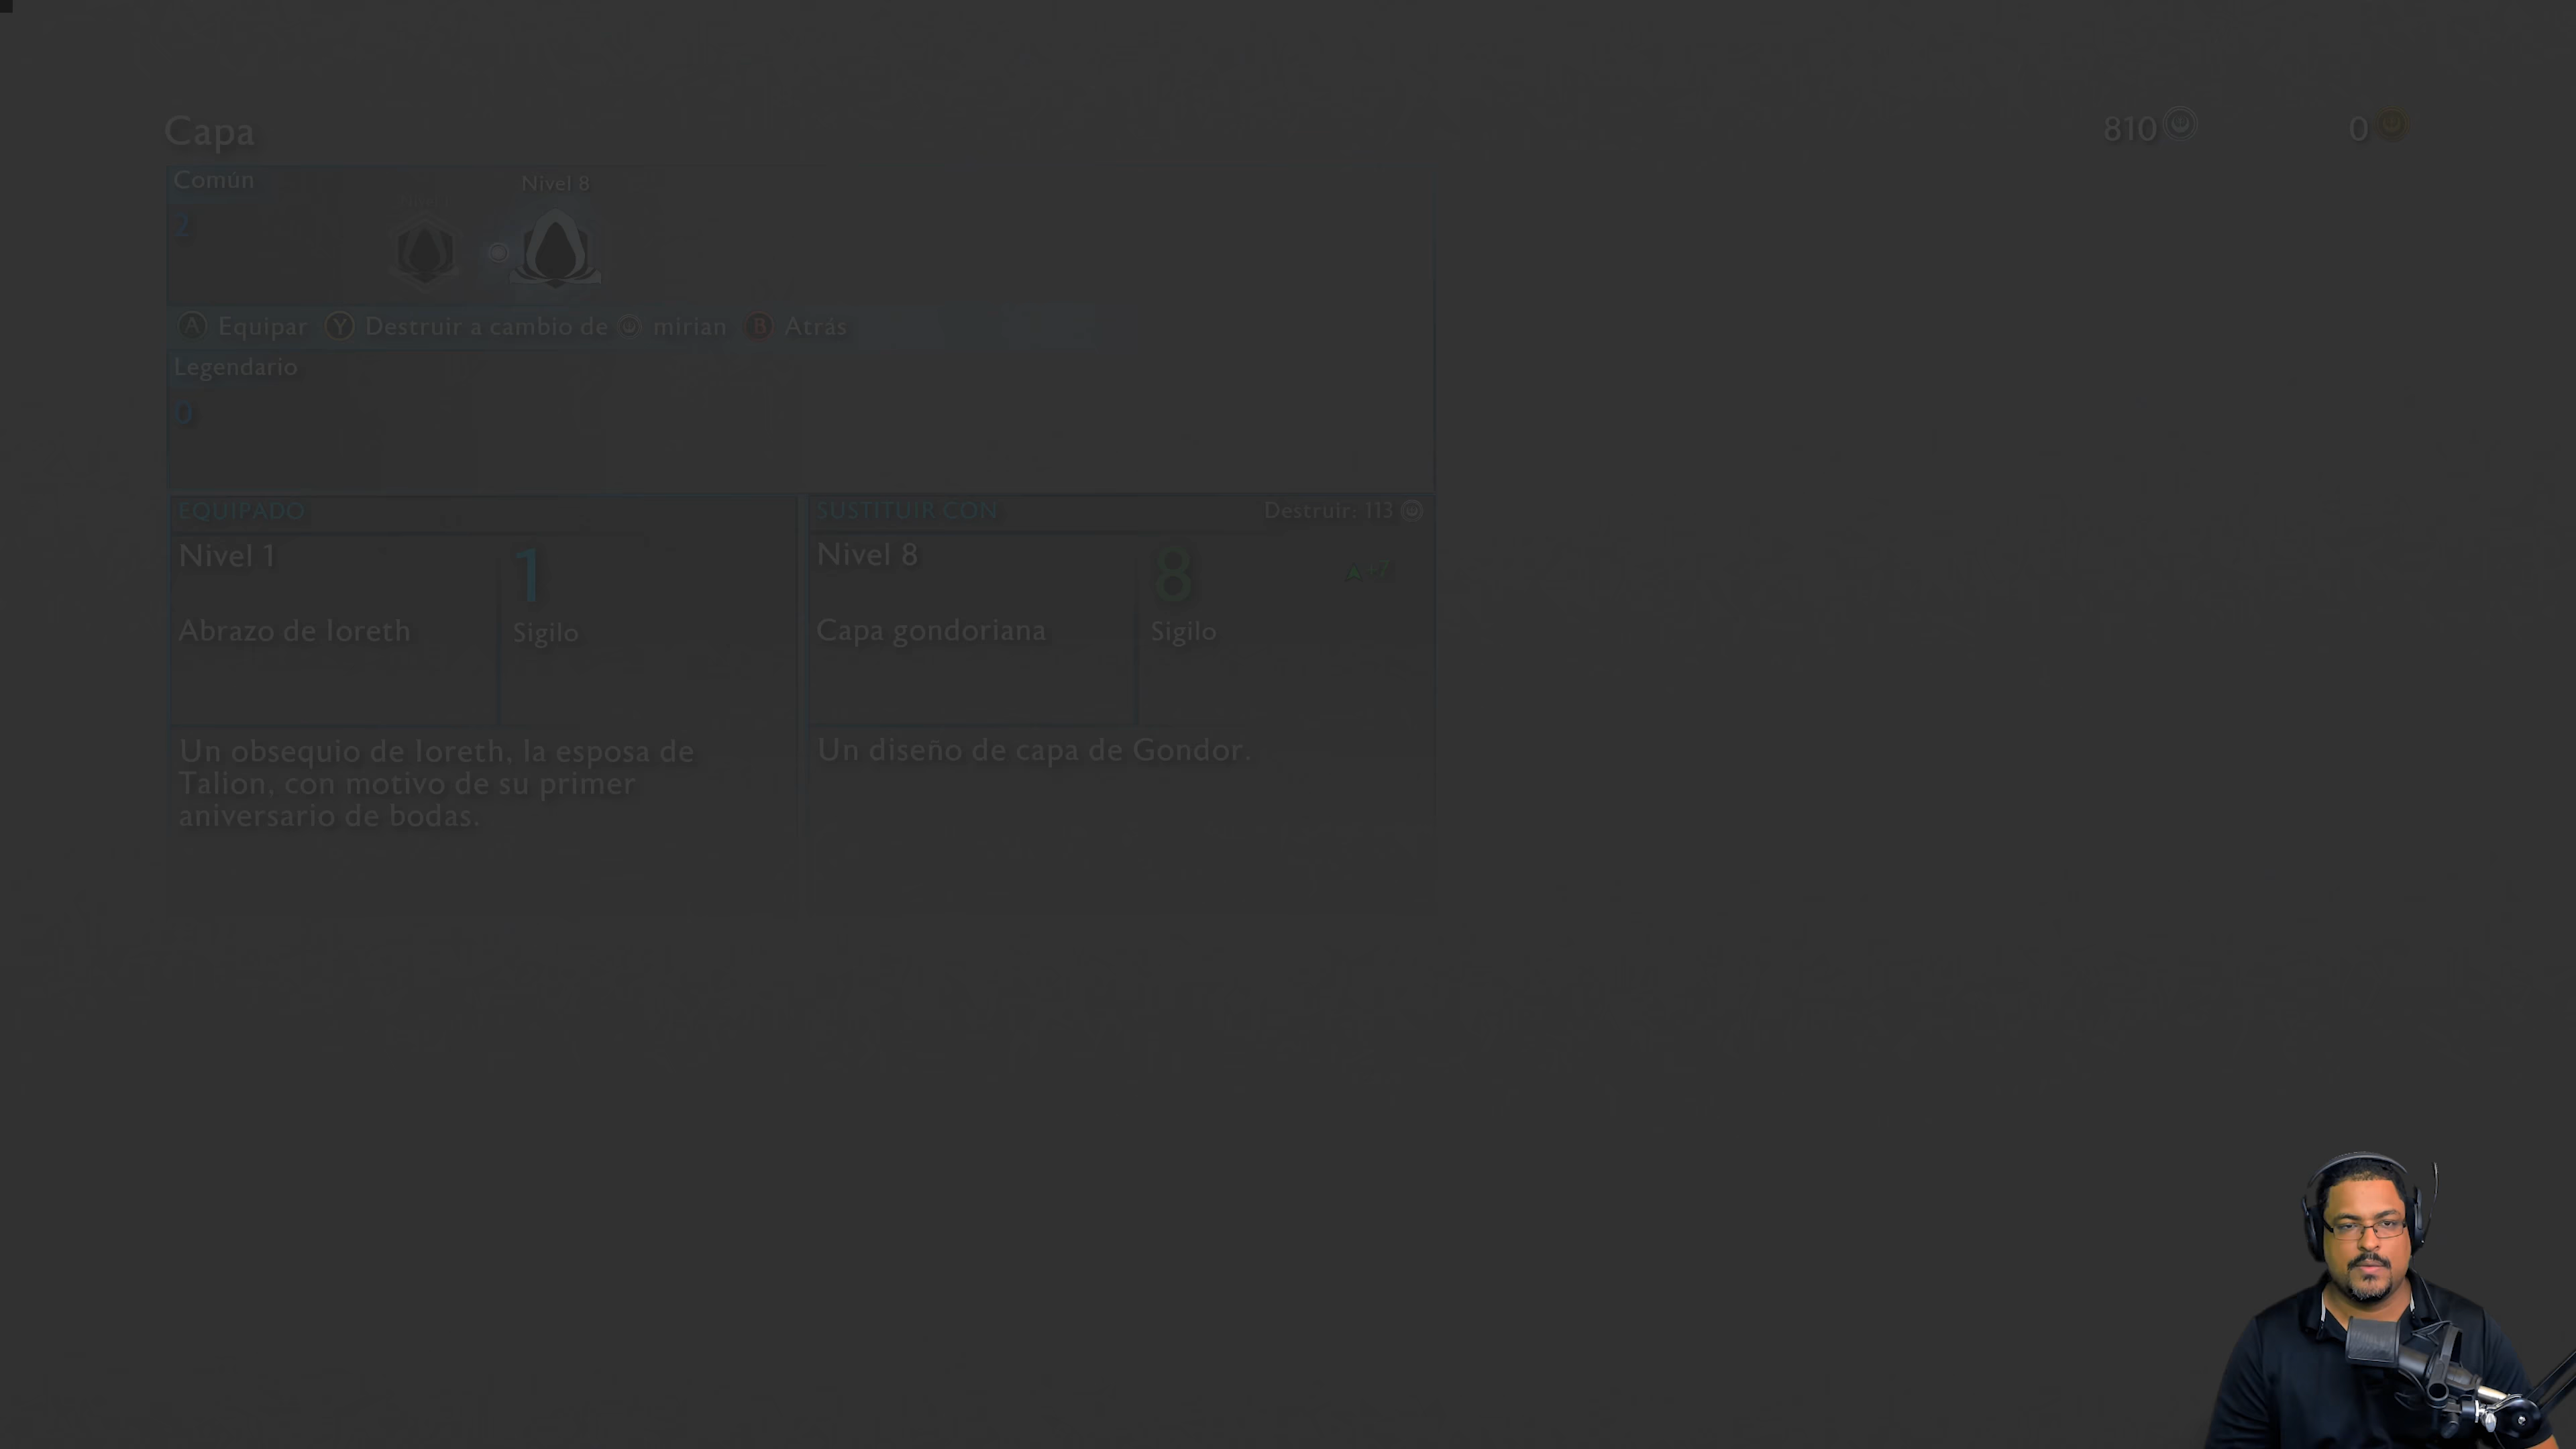 Capa
810
0
Común
Nivel 8
2
A Equipar Y Destruir a cambio de mirian B Atrás
Legendario
0
EQUIPADO
Nivel 1
1
Abrazo de Ioreth
Sigilo
Un obsequio de Ioreth, la esposa de
Talion, con motivo de su primer
aniversario de bodas.
SUSTITUIR CON
Destruir: 113
Nivel 8
8
+7
Capa gondoriana
Sigilo
Un diseño de capa de Gondor.